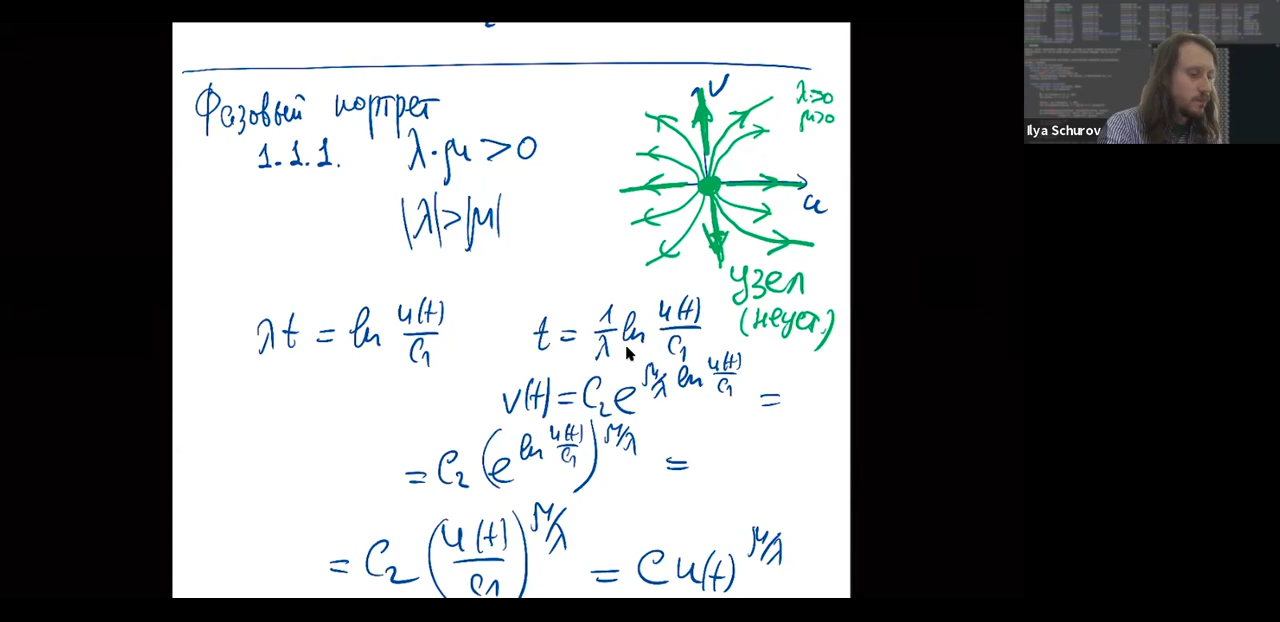 Фазовый портрет
1.1.1. λ·μ > 0
|λ| > |μ|
V
λ>0
μ>0
u
узел
(неуст.)
λt = ln u(t)/C₁
t = 1/λ ln u(t)/C₁
v(t) = C₂ e^(μ/λ ln u(t)/C₁) =
= C₂ (e^(ln u(t)/C₁))^(μ/λ) =
= C₂ (u(t)/C₁)^(μ/λ) = C u(t)^(μ/λ)
Ilya Schurov